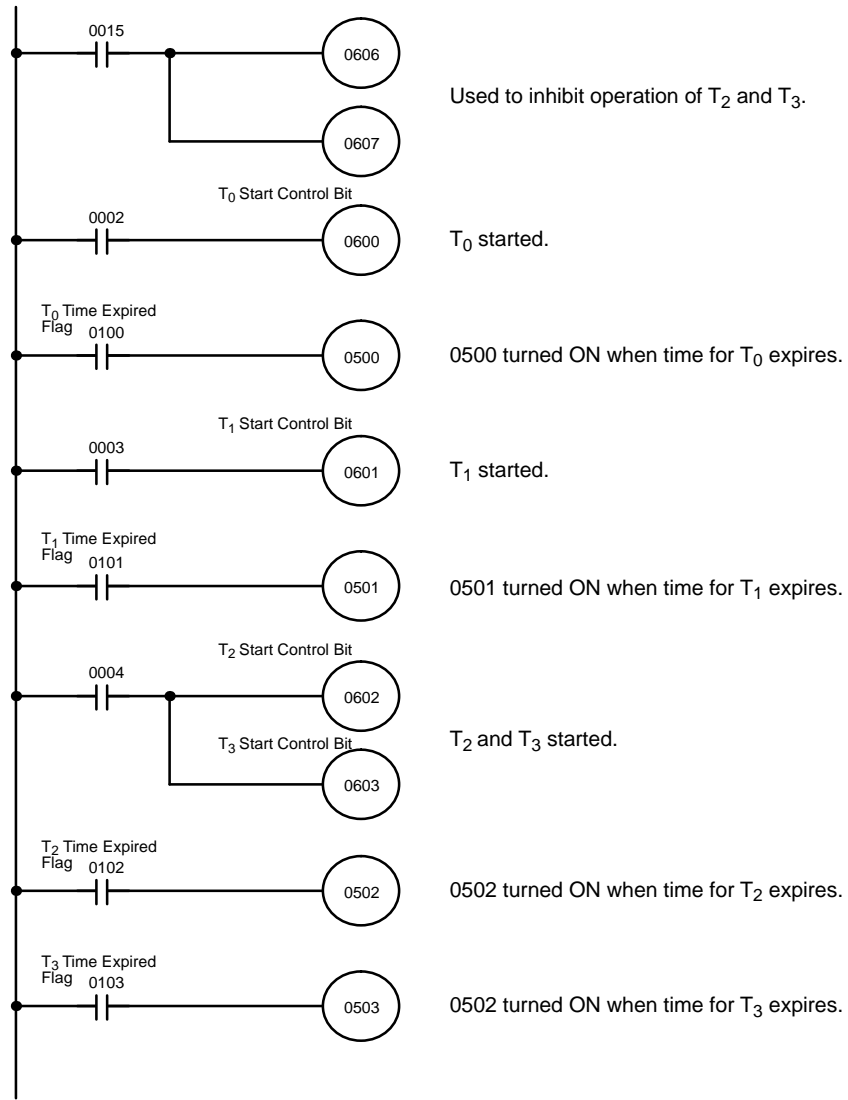 0015
0606
Used to inhibit operation of T2 and T3.
0607
T0 Start Control Bit
0002
0600
T0 started.
T0 Time Expired
Flag 0100
0500
0500 turned ON when time for T0 expires.
T1 Start Control Bit
0003
0601
T1 started.
T1 Time Expired
Flag 0101
0501
0501 turned ON when time for T1 expires.
T2 Start Control Bit
0004
0602
T3 Start Control Bit
T2 and T3 started.
0603
T2 Time Expired
Flag 0102
0502
0502 turned ON when time for T2 expires.
T3 Time Expired
Flag 0103
0503
0502 turned ON when time for T3 expires.